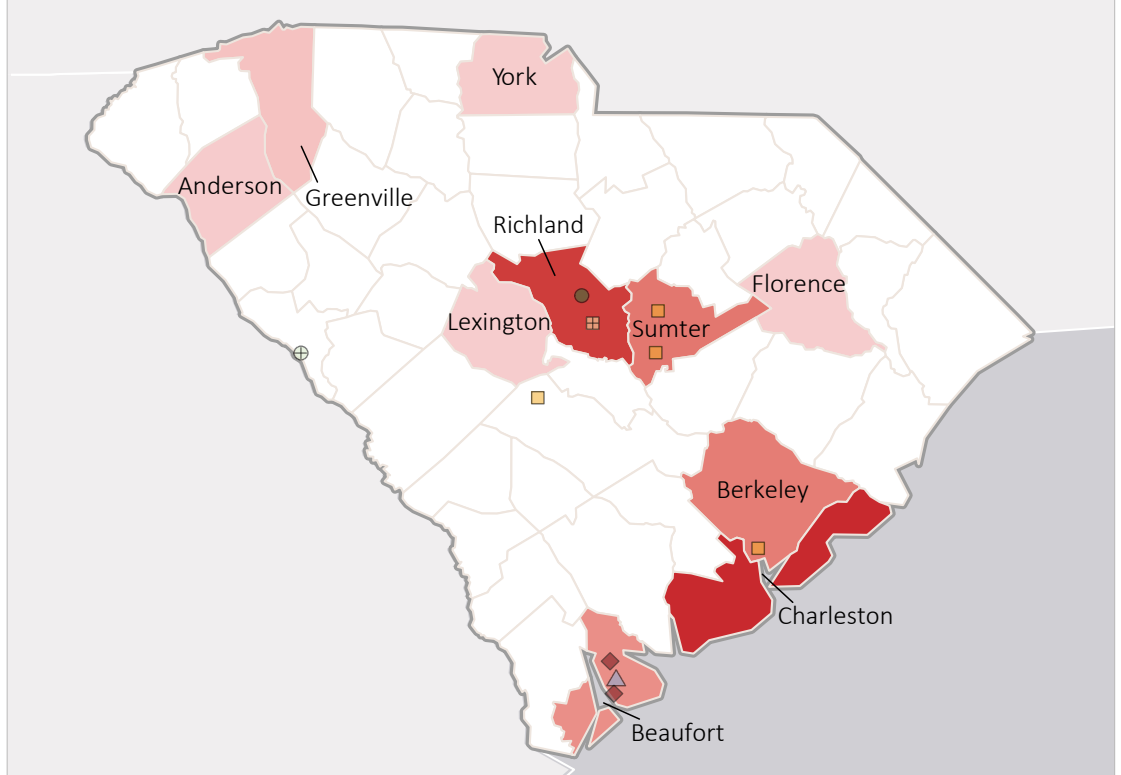 York
Anderson
Greenville
Richland
Florence
Lexington
Sumter
Berkeley
Charleston
Beaufort